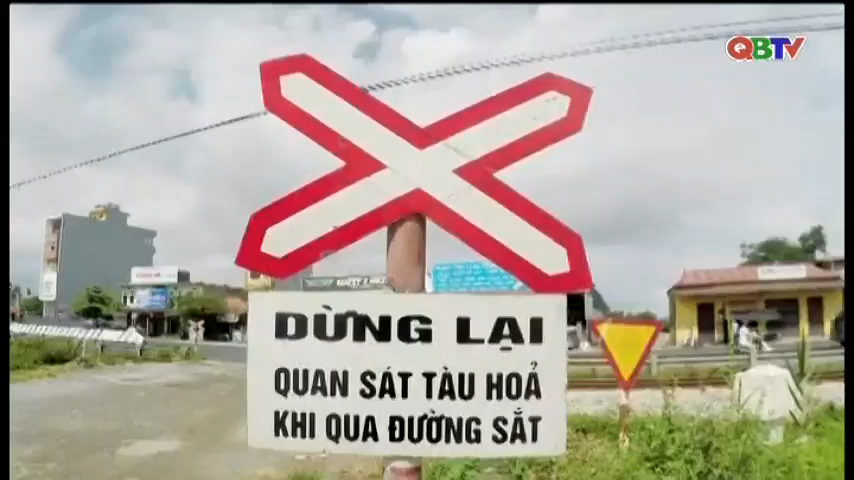 QBTV
DỪNG LẠI
QUAN SÁT TÀU HOẢ
KHI QUA ĐƯỜNG SẮT